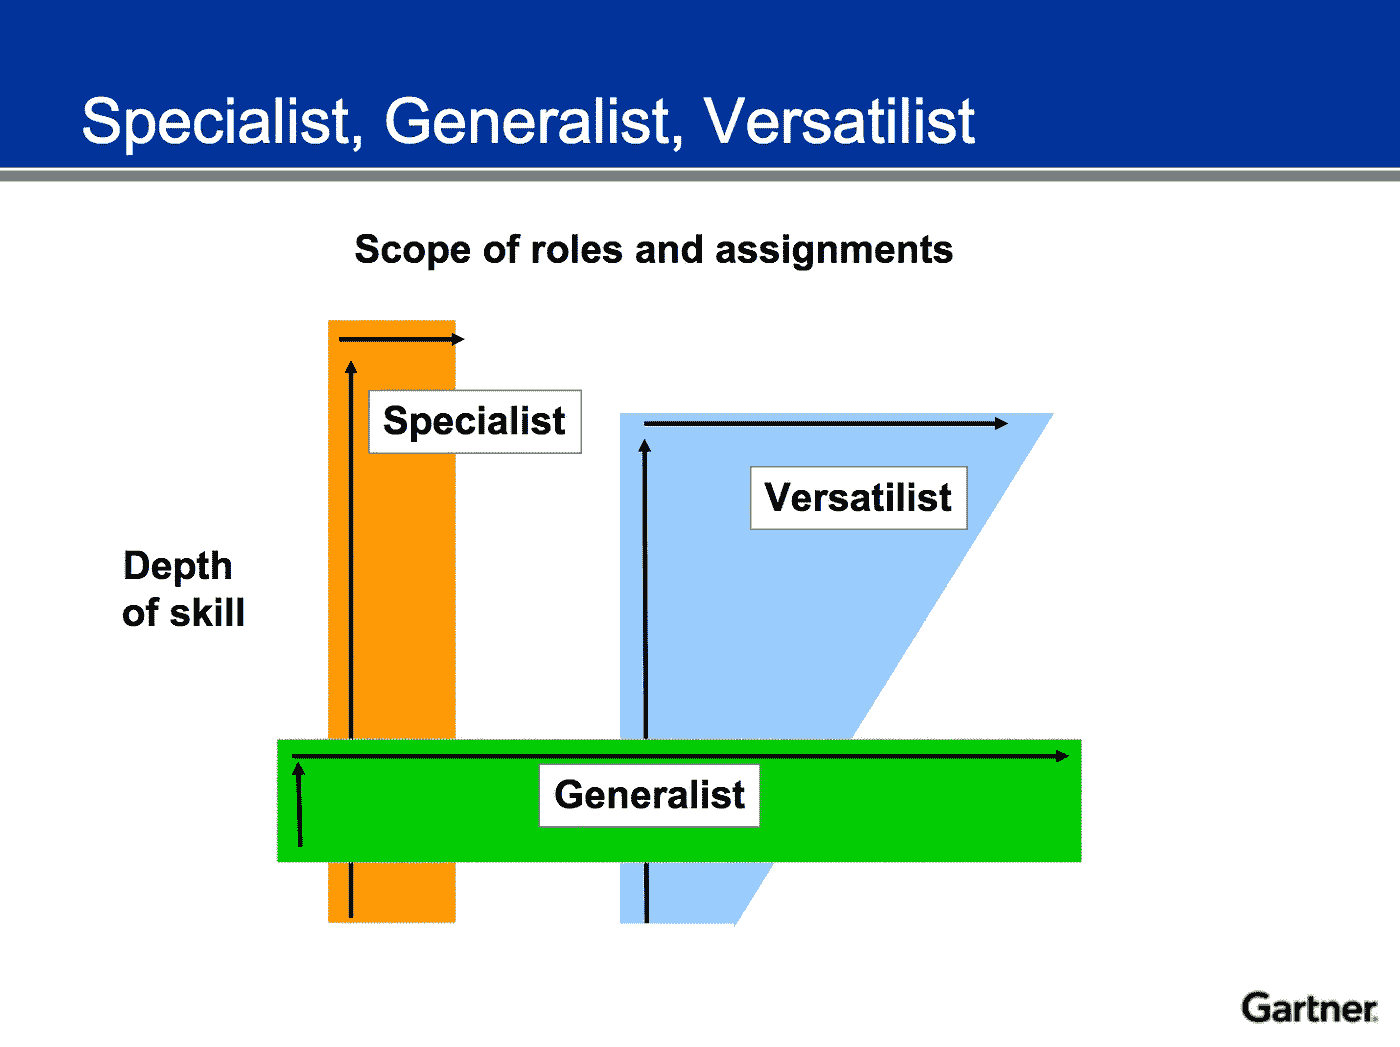 Specialist, Generalist, Versatilist
Scope of roles and assignments
Specialist
Versatilist
Depth
of skill
Generalist
Gartner